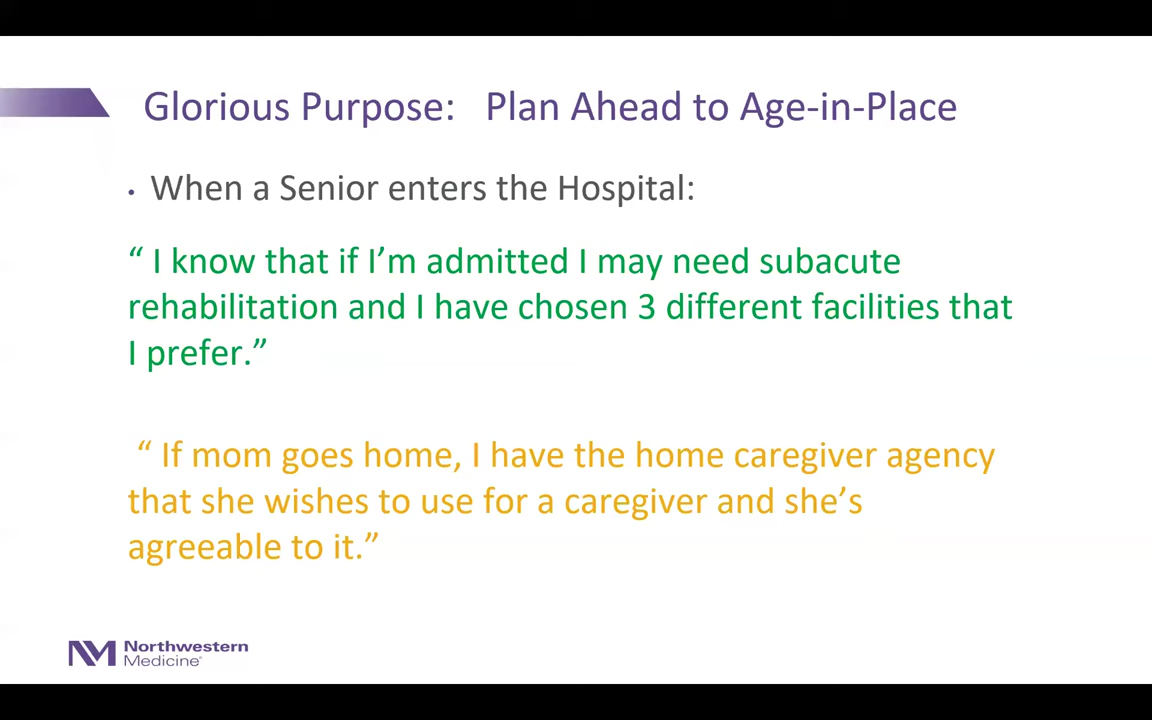 Glorious Purpose:   Plan Ahead to Age-in-Place
• When a Senior enters the Hospital:
“ I know that if I’m admitted I may need subacute
rehabilitation and I have chosen 3 different facilities that
I prefer.”
“ If mom goes home, I have the home caregiver agency
that she wishes to use for a caregiver and she’s
agreeable to it.”
NM Northwestern
Medicine®